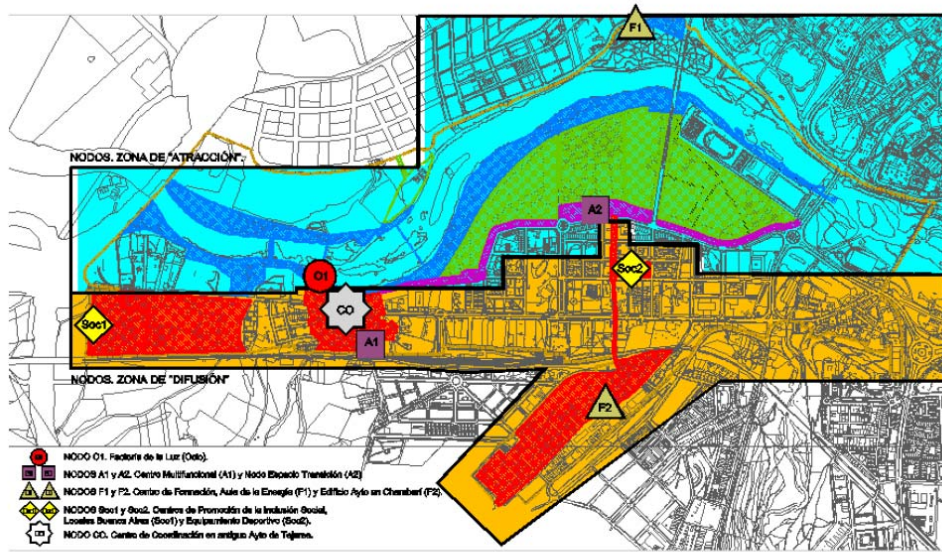 F1
NODOS. ZONA DE "ATRACCIÓN".
A2
O1
Soc2
CO
Soc1
A1
NODOS. ZONA DE "DIFUSIÓN"
F2
NODO O1. Factoría de la Luz (Ocio).
NODOS A1 y A2. Centro Multifuncional (A1) y Nodo Espacio Transición (A2)
NODOS F1 y F2. Centro de Formación, Aula de la Energía (F1) y Edificio Ayto en Chamberí (F2).
NODOS Soc1 y Soc2. Centros de Promoción de la Inclusión Social,
Locales Buenos Aires (Soc1) y Equipamiento Deportivo (Soc2).
NODO CO. Centro de Coordinación en antiguo Ayto de Tejares.